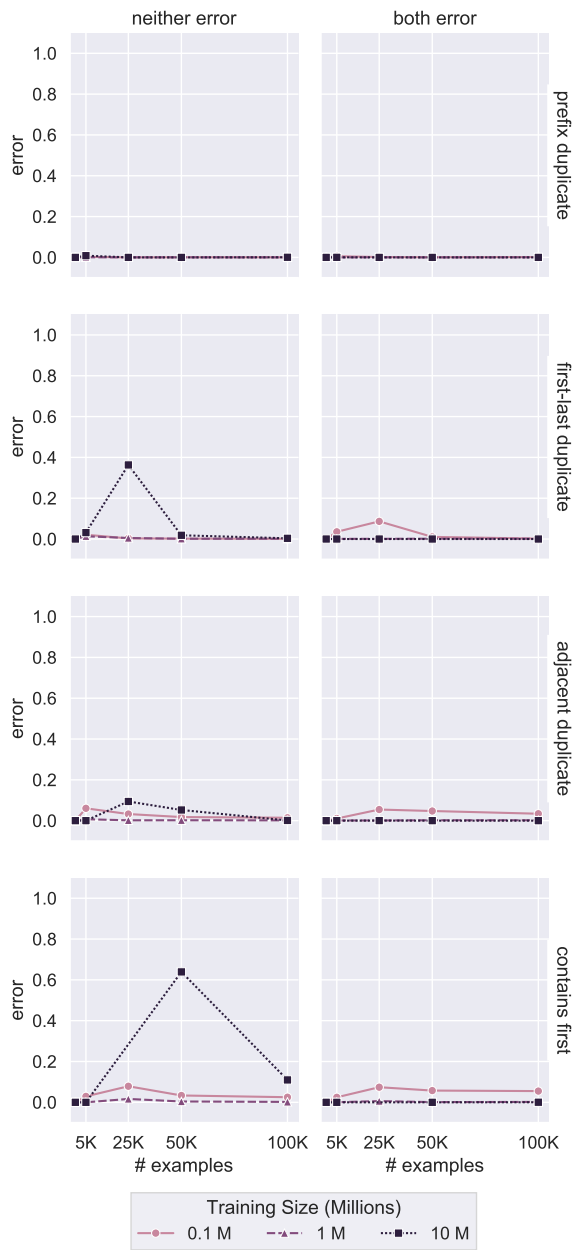 neither error
both error
1.0
0.8
0.6
0.4
0.2
0.0
error
prefix duplicate
1.0
0.8
0.6
0.4
0.2
0.0
error
first-last duplicate
1.0
0.8
0.6
0.4
0.2
0.0
error
adjacent duplicate
1.0
0.8
0.6
0.4
0.2
0.0
error
contains first
5K 25K 50K 100K
# examples
5K 25K 50K 100K
# examples
Training Size (Millions)
0.1 M 1 M 10 M